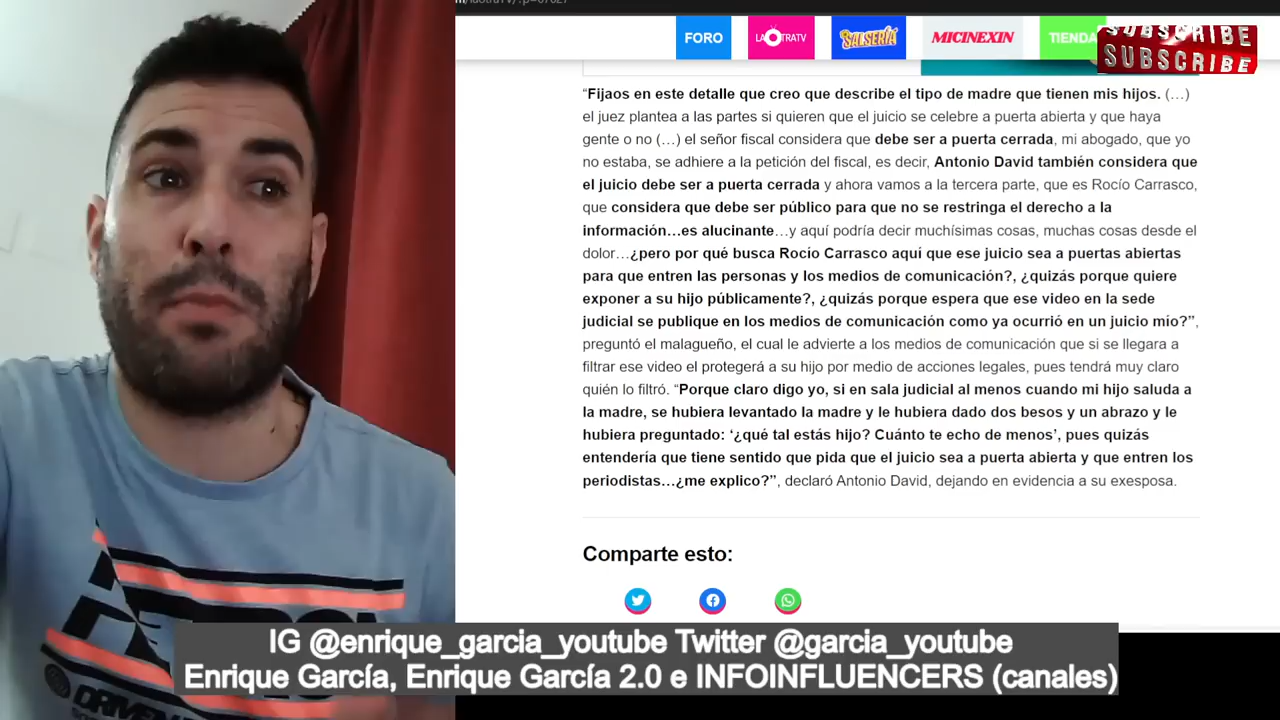 FORO
LA OTRATV
SALSERÍA
MICINEXIN
TIENDA
SUBSCRIBE
SUBSCRIBE
“Fijaos en este detalle que creo que describe el tipo de madre que tienen mis hijos. (…)
el juez plantea a las partes si quieren que el juicio se celebre a puerta abierta y que haya
gente o no (…) el señor fiscal considera que debe ser a puerta cerrada, mi abogado, que yo
no estaba, se adhiere a la petición del fiscal, es decir, Antonio David también considera que
el juicio debe ser a puerta cerrada y ahora vamos a la tercera parte, que es Rocío Carrasco,
que considera que debe ser público para que no se restringa el derecho a la
información…es alucinante…y aquí podría decir muchísimas cosas, muchas cosas desde el
dolor…¿pero por qué busca Rocío Carrasco aquí que ese juicio sea a puertas abiertas
para que entren las personas y los medios de comunicación?, ¿quizás porque quiere
exponer a su hijo públicamente?, ¿quizás porque espera que ese video en la sede
judicial se publique en los medios de comunicación como ya ocurrió en un juicio mío?”,
preguntó el malagueño, el cual le advierte a los medios de comunicación que si se llegara a
filtrar ese video el protegerá a su hijo por medio de acciones legales, pues tendrá muy claro
quién lo filtró. “Porque claro digo yo, si en sala judicial al menos cuando mi hijo saluda a
la madre, se hubiera levantado la madre y le hubiera dado dos besos y un abrazo y le
hubiera preguntado: ‘¿qué tal estás hijo? Cuánto te echo de menos’, pues quizás
entendería que tiene sentido que pida que el juicio sea a puerta abierta y que entren los
periodistas…¿me explico?”, declaró Antonio David, dejando en evidencia a su exesposa.
Comparte esto:
IG @enrique_garcia_youtube Twitter @garcia_youtube
Enrique García, Enrique García 2.0 e INFOINFLUENCERS (canales)